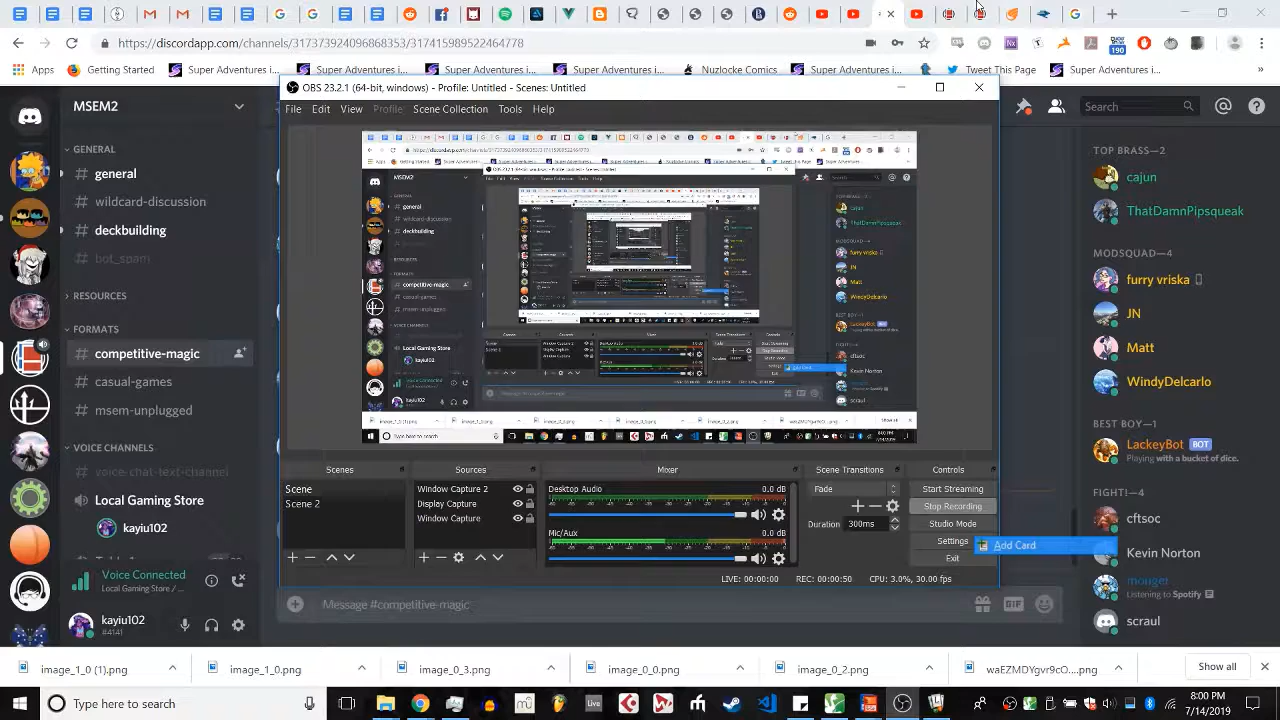 https://discordapp.com/channels/317373924056868353/317415989522464778
190
Apps
Getting Started
Super Adventures i...
Super Adventures i...
Super Adventures i...
Super Adventures i...
Nuzlocke Comics
Super Adventures i...
Tweet This Page
Super Adventures i...
»
OBS 23.2.1 (64-bit, windows) - Profile: Untitled - Scenes: Untitled
File Edit View Profile Scene Collection Tools Help
MSEM2
GENERAL
# wildcard-discussion
# deckbuilding
# bot_spam
RESOURCES
FORMATS
competitive-magic
# casual-games
# msem-unplugged
VOICE CHANNELS
# voice-chat-text-channel
Local Gaming Store
kayiu102
Voice Connected
Local Gaming Store / ...
kayiu102
#4141
Search
TOP BRASS—2
cajun
ThatDamnPipsqueak
MODSQUAD—4
furry vriska
JN
Matt
WindyDelcarlo
BEST BOY—1
LackeyBot BOT
Playing with a bucket of dice.
FIGHT!—4
cftsoc
Kevin Norton
mouget
Listening to Spotify
scraul
Scenes
Scene
Scene 2
Sources
Window Capture 2
Display Capture
Window Capture
Mixer
Desktop Audio
0.0 dB
Mic/Aux
0.0 dB
Scene Transitions
Fade
Duration 300ms
Controls
Start Streaming
Stop Recording
Studio Mode
Settings
Exit
Add Card
LIVE: 00:00:00
REC: 00:00:50
CPU: 3.0%, 30.00 fps
Message #competitive-magic
GIF
image_1_0 (1).png
image_1_0.png
image_0_3.png
image_0_0.png
image_0_2.png
waEZMDYgvr9cO....png
Show all
Type here to search
Live
8:00 PM
7/14/2019